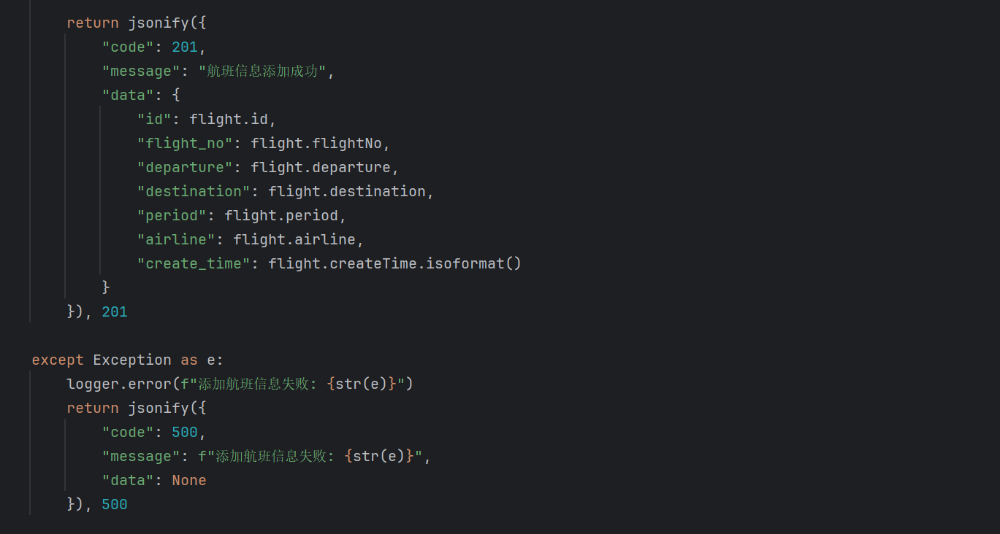 return jsonify({
"code": 201,
"message": "航班信息添加成功",
"data": {
"id": flight.id,
"flight_no": flight.flightNo,
"departure": flight.departure,
"destination": flight.destination,
"period": flight.period,
"airline": flight.airline,
"create_time": flight.createTime.isoformat()
}
}), 201
except Exception as e:
logger.error(f"添加航班信息失败: {str(e)}")
return jsonify({
"code": 500,
"message": f"添加航班信息失败: {str(e)}",
"data": None
}), 500